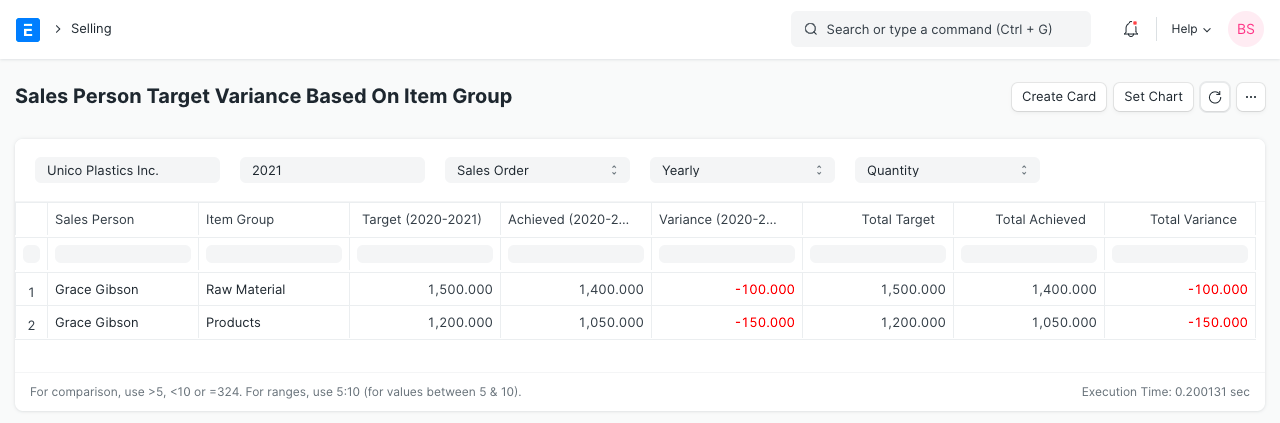 E
Selling
Search or type a command (Ctrl + G)
Help
BS
Sales Person Target Variance Based On Item Group
Create Card
Set Chart
...
Unico Plastics Inc.
2021
Sales Order
Yearly
Quantity
Sales Person Item Group Target (2020-2021) Achieved (2020-2... Variance (2020-2... Total Target Total Achieved Total Variance
1 Grace Gibson Raw Material 1,500.000 1,400.000 -100.000 1,500.000 1,400.000 -100.000
2 Grace Gibson Products 1,200.000 1,050.000 -150.000 1,200.000 1,050.000 -150.000
For comparison, use >5, <10 or =324. For ranges, use 5:10 (for values between 5 & 10).
Execution Time: 0.200131 sec